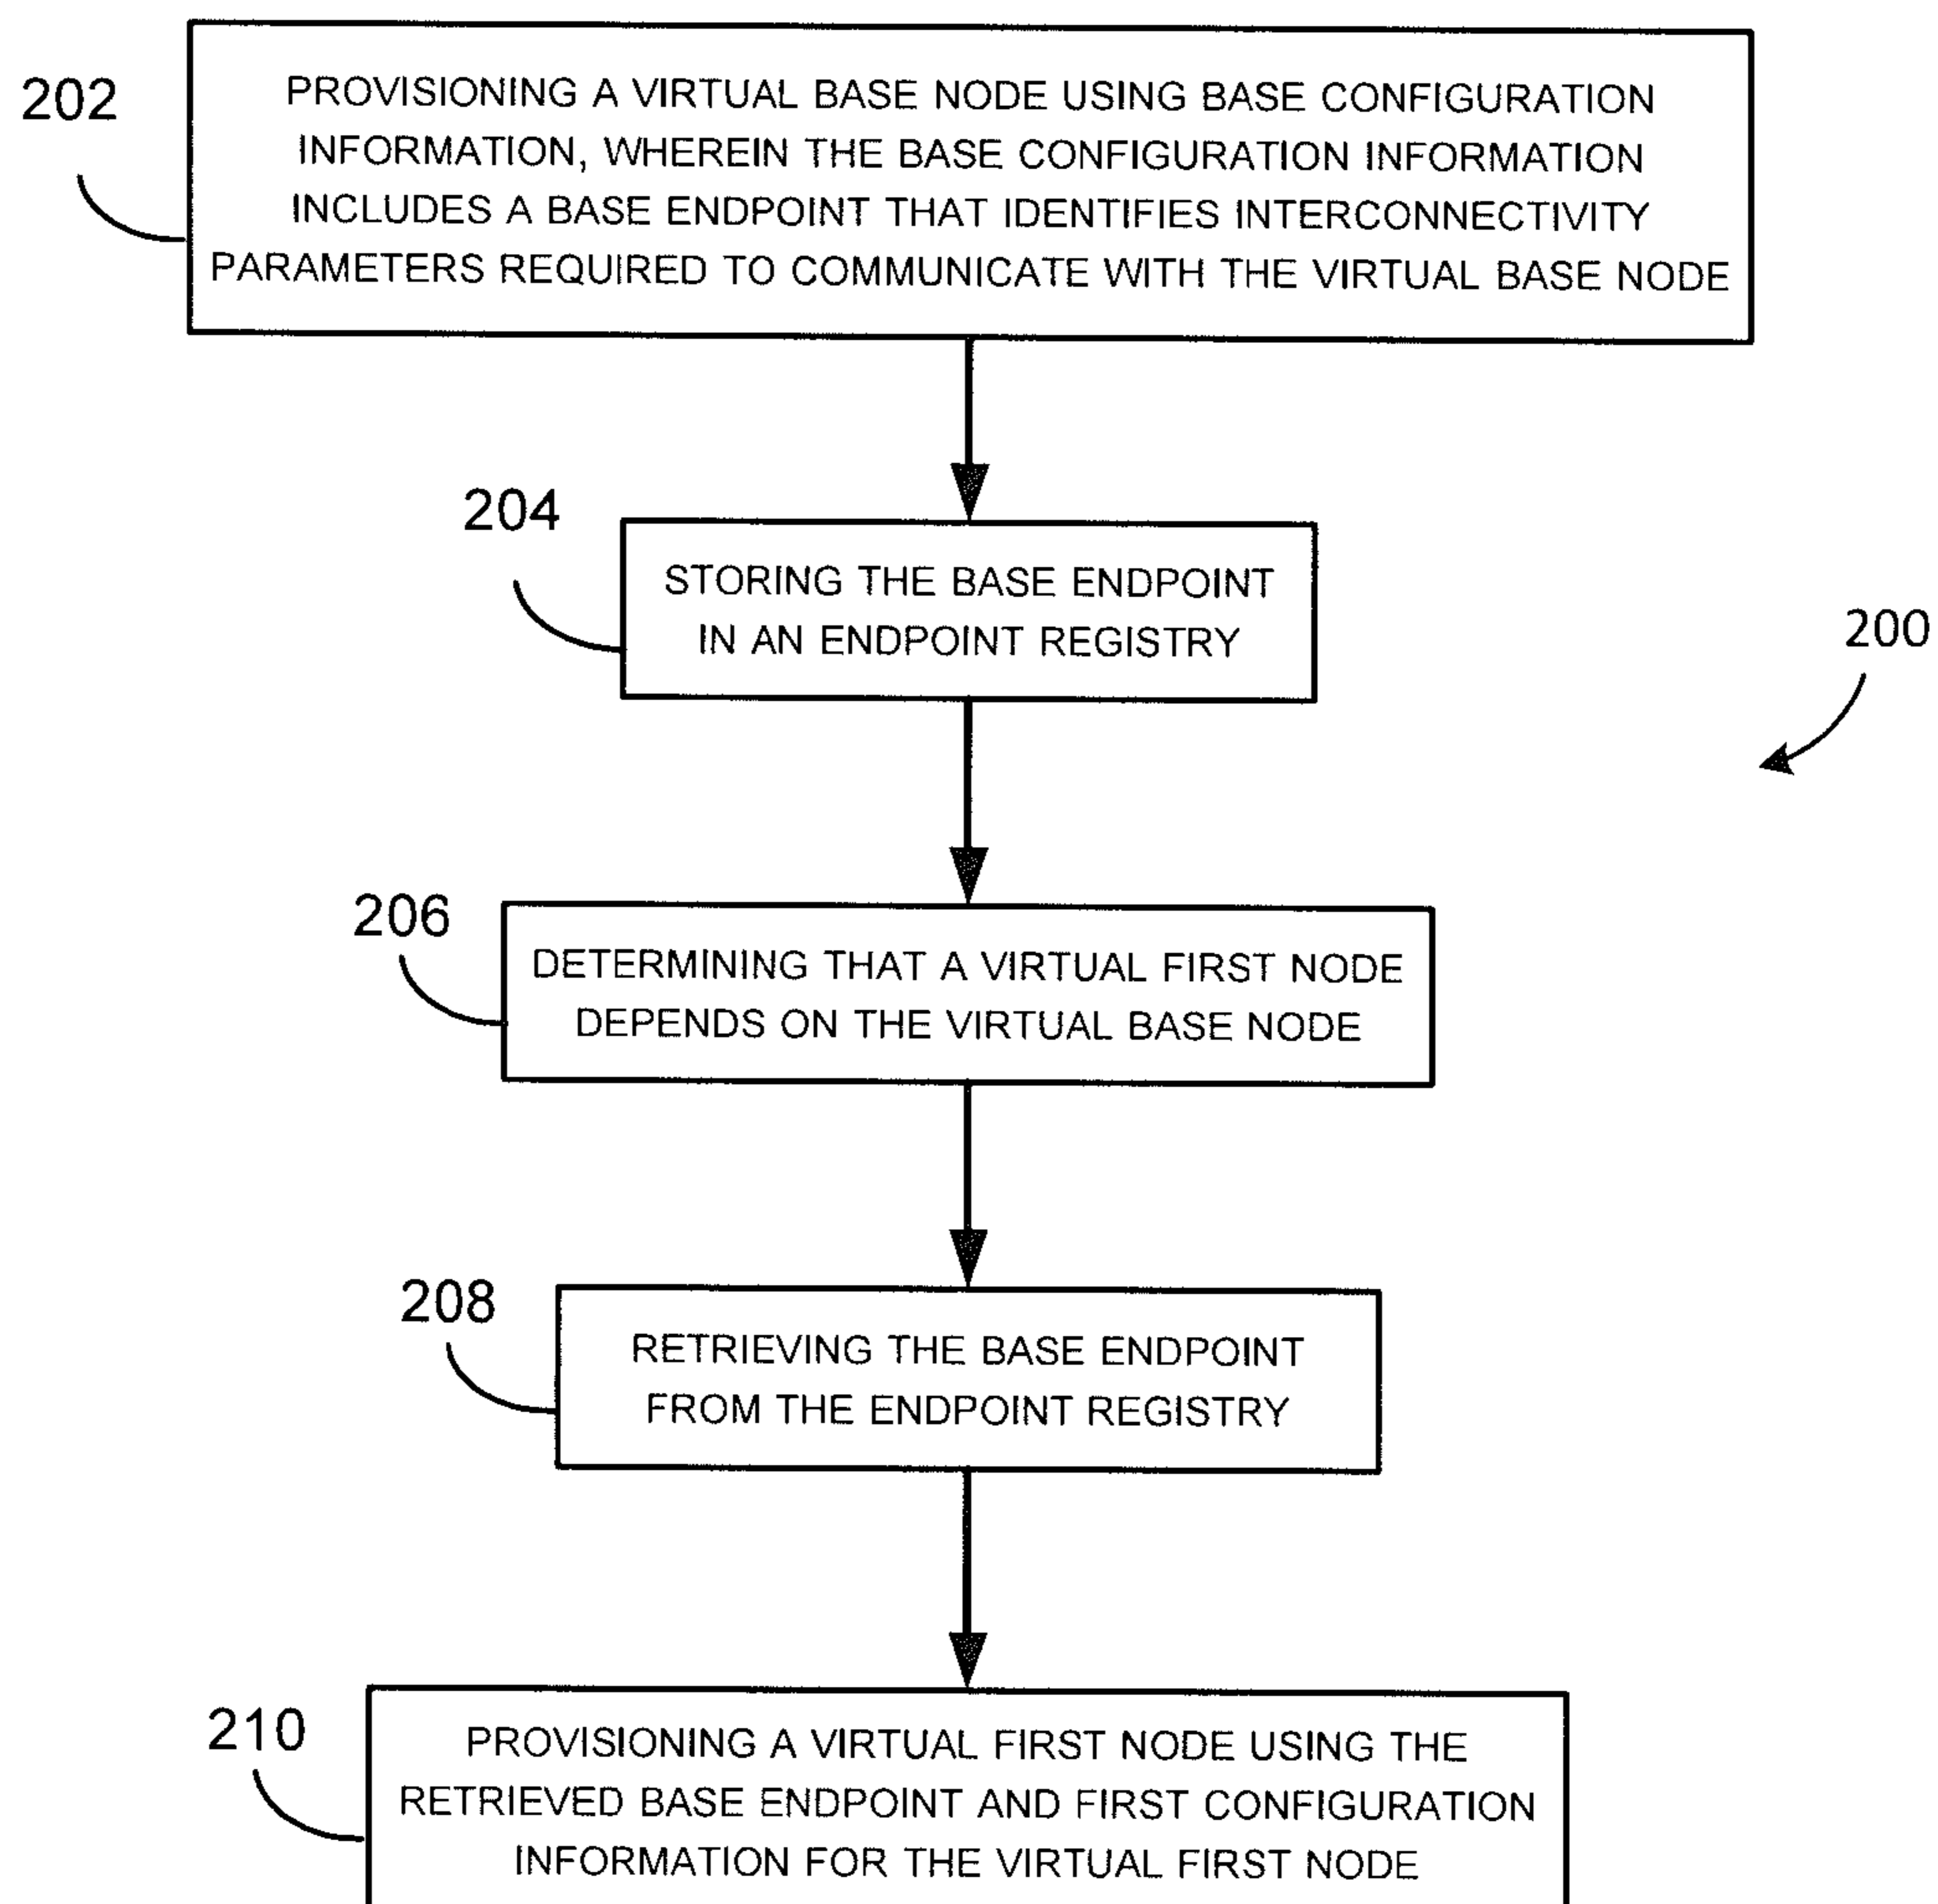 202
PROVISIONING A VIRTUAL BASE NODE USING BASE CONFIGURATION
INFORMATION, WHEREIN THE BASE CONFIGURATION INFORMATION
INCLUDES A BASE ENDPOINT THAT IDENTIFIES INTERCONNECTIVITY
PARAMETERS REQUIRED TO COMMUNICATE WITH THE VIRTUAL BASE NODE
204
STORING THE BASE ENDPOINT
IN AN ENDPOINT REGISTRY
200
206
DETERMINING THAT A VIRTUAL FIRST NODE
DEPENDS ON THE VIRTUAL BASE NODE
208
RETRIEVING THE BASE ENDPOINT
FROM THE ENDPOINT REGISTRY
210
PROVISIONING A VIRTUAL FIRST NODE USING THE
RETRIEVED BASE ENDPOINT AND FIRST CONFIGURATION
INFORMATION FOR THE VIRTUAL FIRST NODE